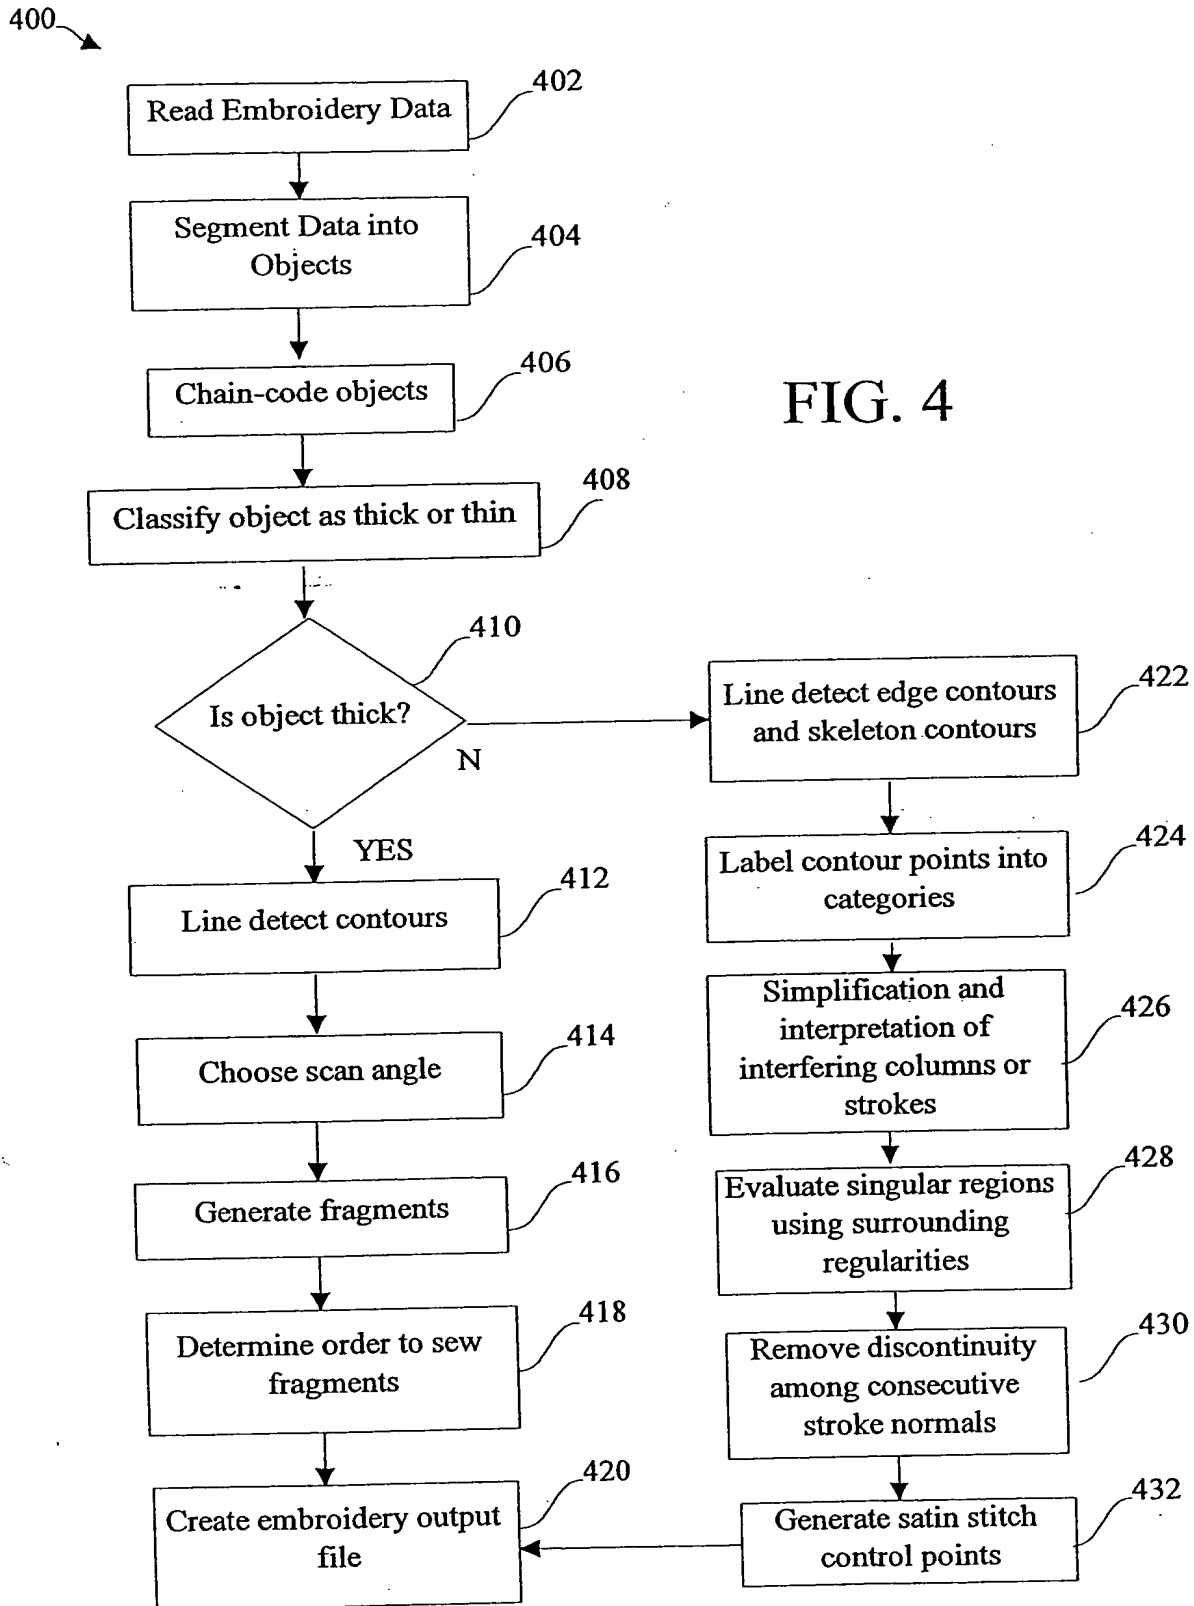 400
Read Embroidery Data
402
Segment Data into
Objects
404
Chain-code objects
406
FIG. 4
Classify object as thick or thin
408
Is object thick?
410
N
YES
Line detect contours
412
Choose scan angle
414
Generate fragments
416
Determine order to sew
fragments
418
Create embroidery output
file
420
Line detect edge contours
and skeleton contours
422
Label contour points into
categories
424
Simplification and
interpretation of
interfering columns or
strokes
426
Evaluate singular regions
using surrounding
regularities
428
Remove discontinuity
among consecutive
stroke normals
430
Generate satin stitch
control points
432